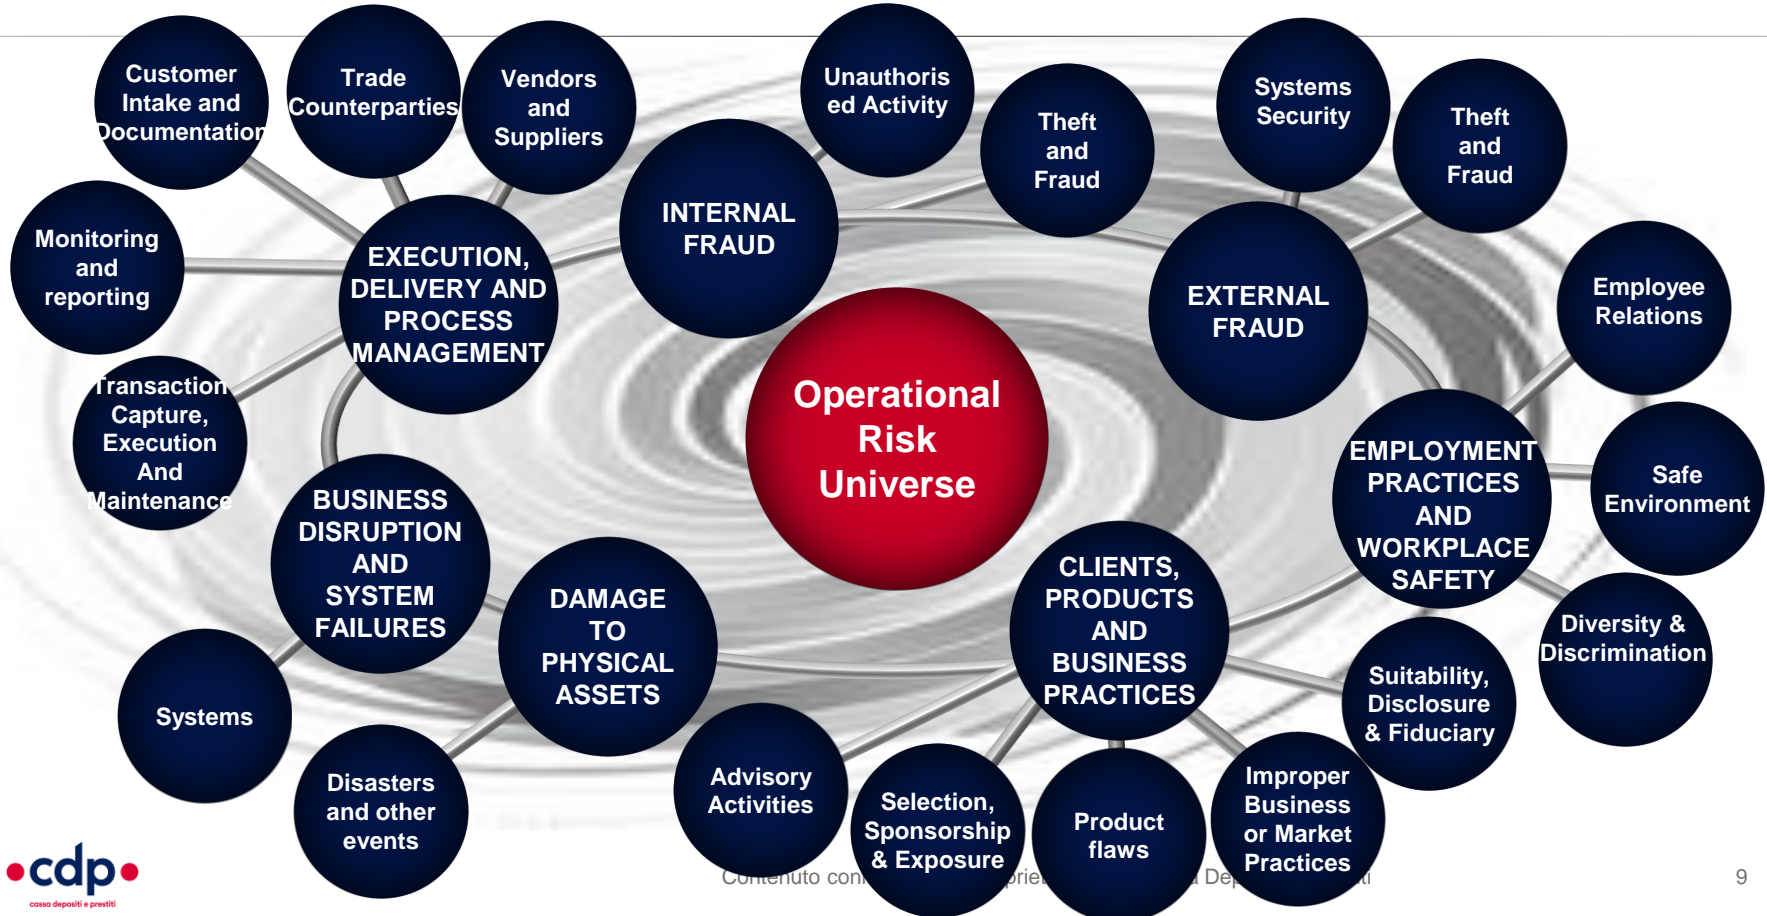 Customer
Intake and
Documentation
Trade
Counterparties
Vendors
and
Suppliers
Unauthoris
ed Activity
Theft
and
Fraud
Systems
Security
Theft
and
Fraud
Monitoring
and
reporting
EXECUTION,
DELIVERY AND
PROCESS
MANAGEMENT
INTERNAL
FRAUD
EXTERNAL
FRAUD
Employee
Relations
Transaction
Capture,
Execution
And
Maintenance
Operational
Risk
Universe
EMPLOYMENT
PRACTICES
AND
WORKPLACE
SAFETY
Safe
Environment
BUSINESS
DISRUPTION
AND
SYSTEM
FAILURES
DAMAGE
TO
PHYSICAL
ASSETS
CLIENTS,
PRODUCTS
AND
BUSINESS
PRACTICES
Diversity &
Discrimination
Suitability,
Disclosure
& Fiduciary
Systems
Disasters
and other
events
Advisory
Activities
Selection,
Sponsorship
& Exposure
Product
flaws
Improper
Business
or Market
Practices
cdp
cassa depositi e prestiti
Contenuto
9